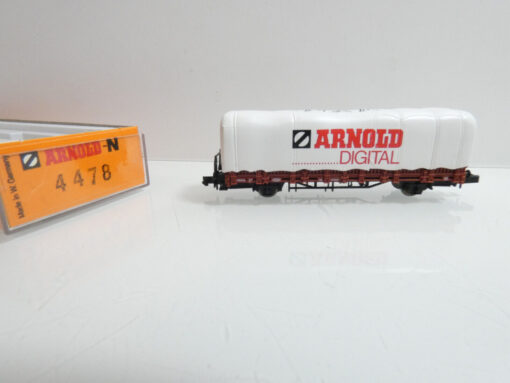 ARNOLD-N
4478
Made in W. Germany
ARNOLD
DIGITAL